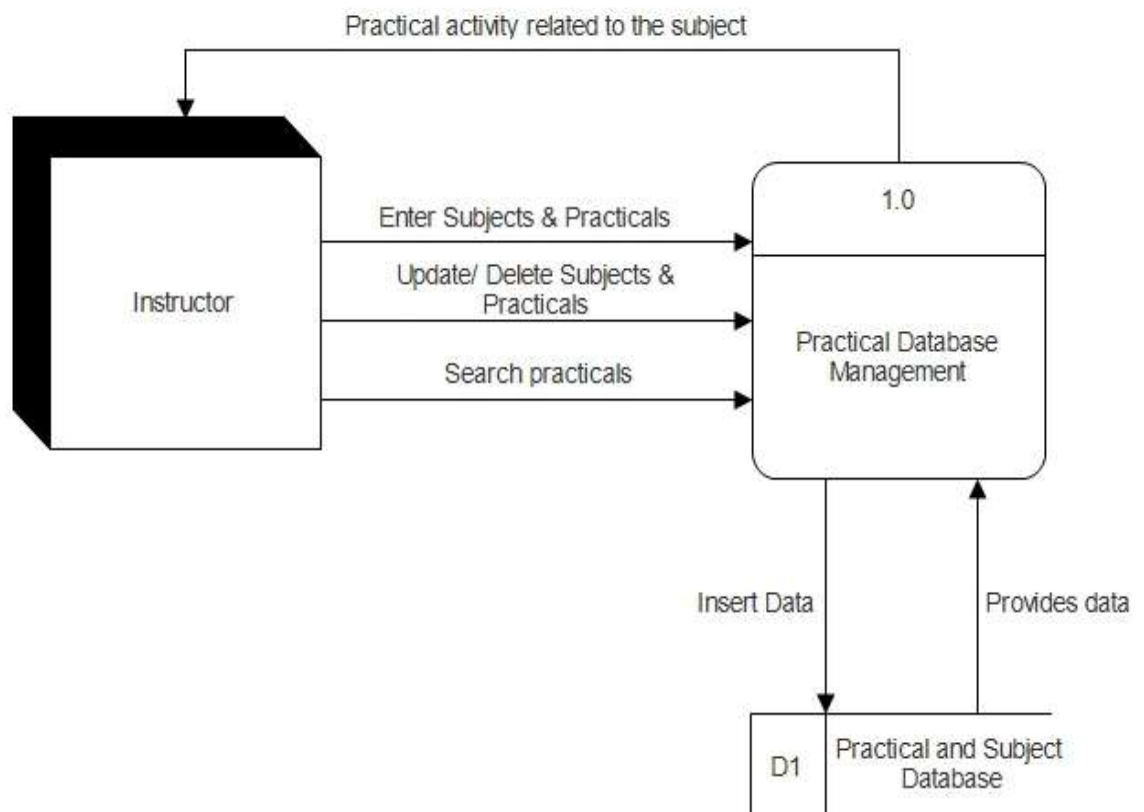 Practical activity related to the subject
1.0
Enter Subjects & Practicals
Update/ Delete Subjects &
Practicals
Instructor
Practical Database
Management
Search practicals
Insert Data
Provides data
D1
Practical and Subject
Database